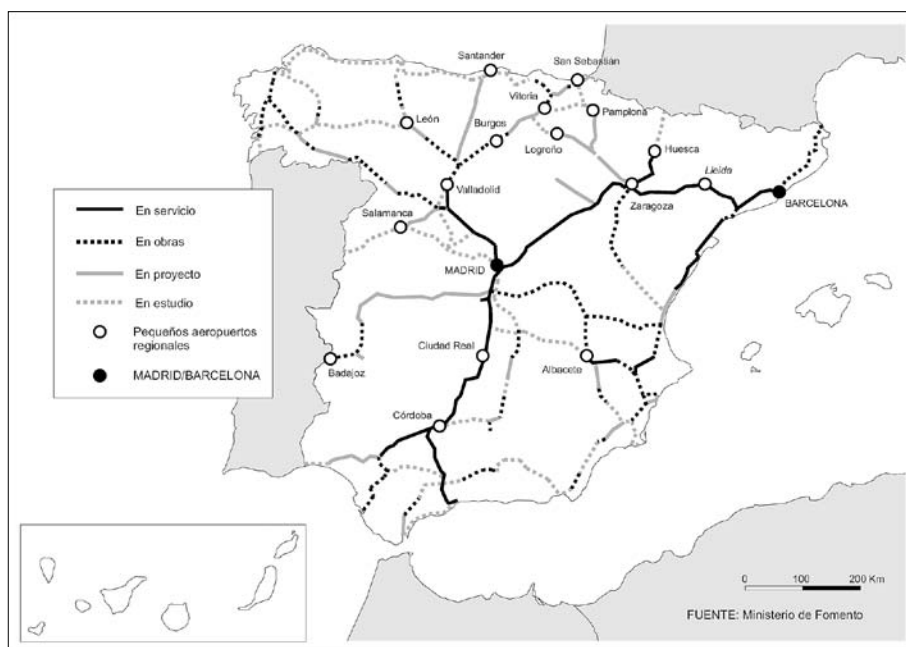 Santander
San Sebastián
Vitoria
Pamplona
León
Burgos
Logroño
Huesca
Lleida
Valladolid
Zaragoza
BARCELONA
Salamanca
MADRID
Ciudad Real
Albacete
Badajoz
Córdoba
En servicio
En obras
En proyecto
En estudio
Pequeños aeropuertos
regionales
MADRID/BARCELONA
0 100 200 Km
FUENTE: Ministerio de Fomento